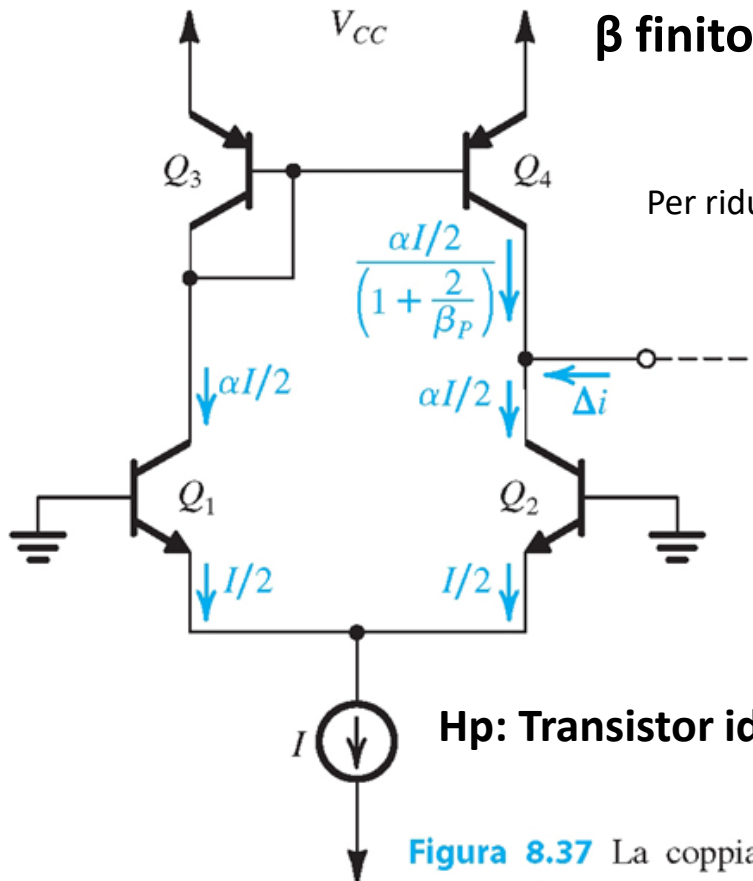 V_CC
β finito
Q_3
Q_4
Per ridu
αI/2
(1 + 2/β_P)
αI/2
αI/2
Δi
Q_1
Q_2
I/2
I/2
I
Hp: Transistor id
Figura 8.37 La coppia